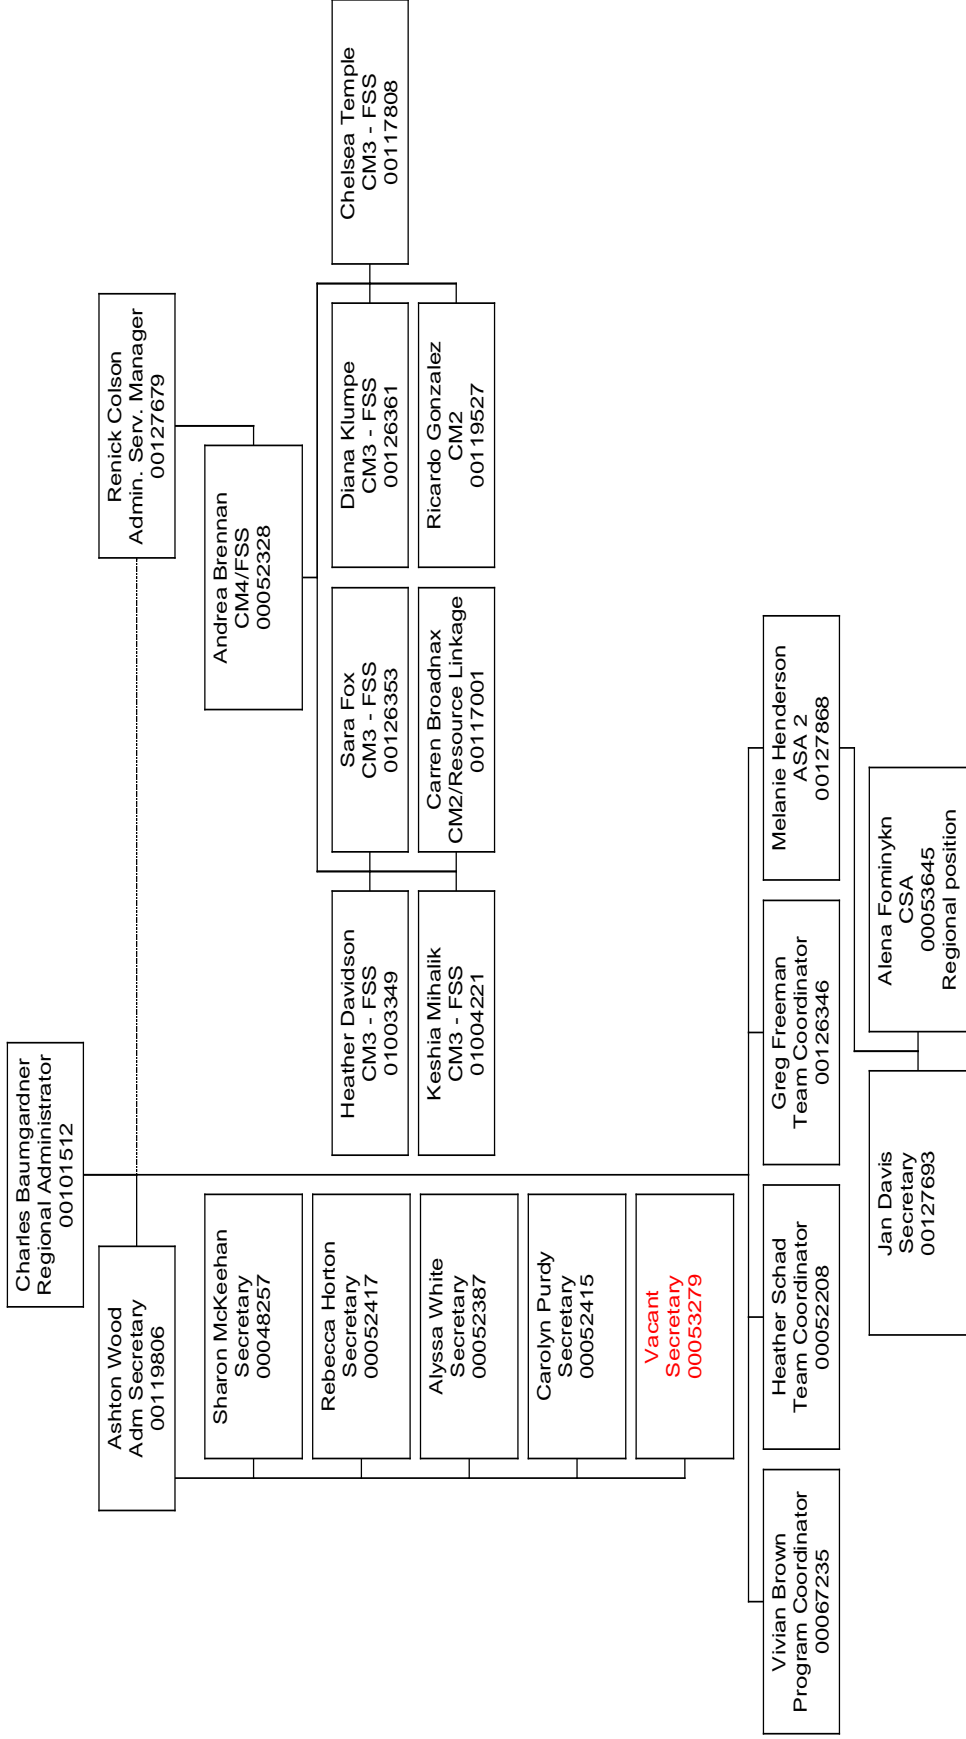 Charles Baumgardner
Regional Administrator
00101512
Ashton Wood
Adm Secretary
00119806
Renick Colson
Admin. Serv. Manager
00127679
Sharon McKeehan
Secretary
00048257
Rebecca Horton
Secretary
00052417
Alyssa White
Secretary
00052387
Carolyn Purdy
Secretary
00052415
Vacant
Secretary
00053279
Andrea Brennan
CM4/FSS
00052328
Heather Davidson
CM3 - FSS
01003349
Sara Fox
CM3 - FSS
00126353
Diana Klumpe
CM3 - FSS
00126361
Chelsea Temple
CM3 - FSS
00117808
Keshia Mihalik
CM3 - FSS
01004221
Carren Broadnax
CM2/Resource Linkage
00117001
Ricardo Gonzalez
CM2
00119527
Vivian Brown
Program Coordinator
00067235
Heather Schad
Team Coordinator
00052208
Greg Freeman
Team Coordinator
00126346
Melanie Henderson
ASA 2
00127868
Jan Davis
Secretary
00127693
Alena Fominykn
CSA
00053645
Regional position